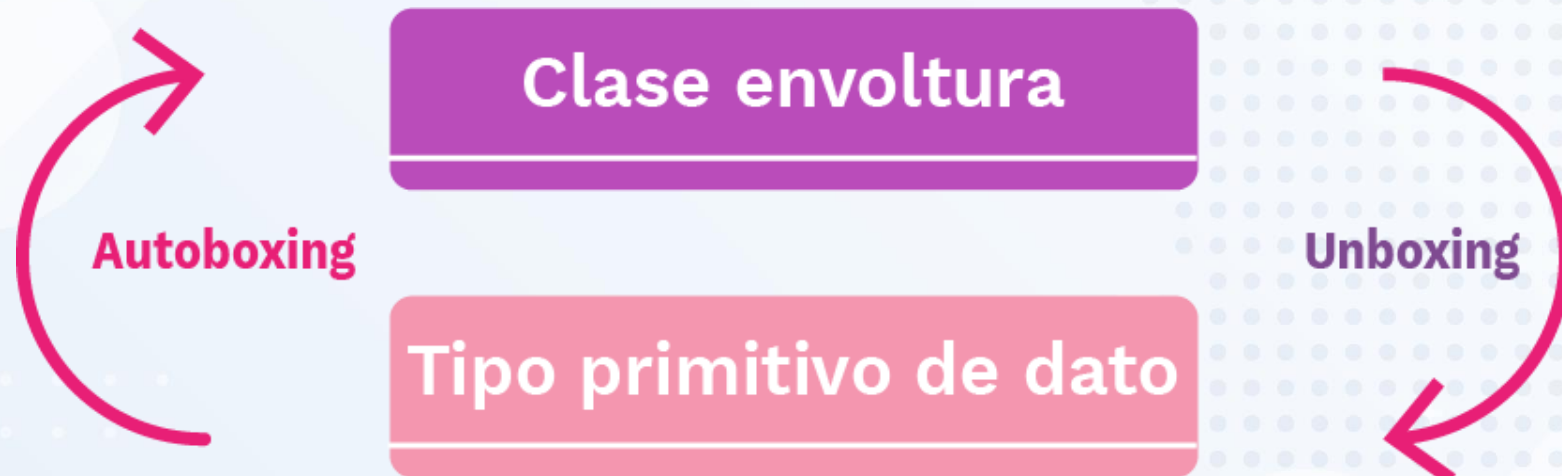 Clase envoltura
Autoboxing
Unboxing
Tipo primitivo de dato